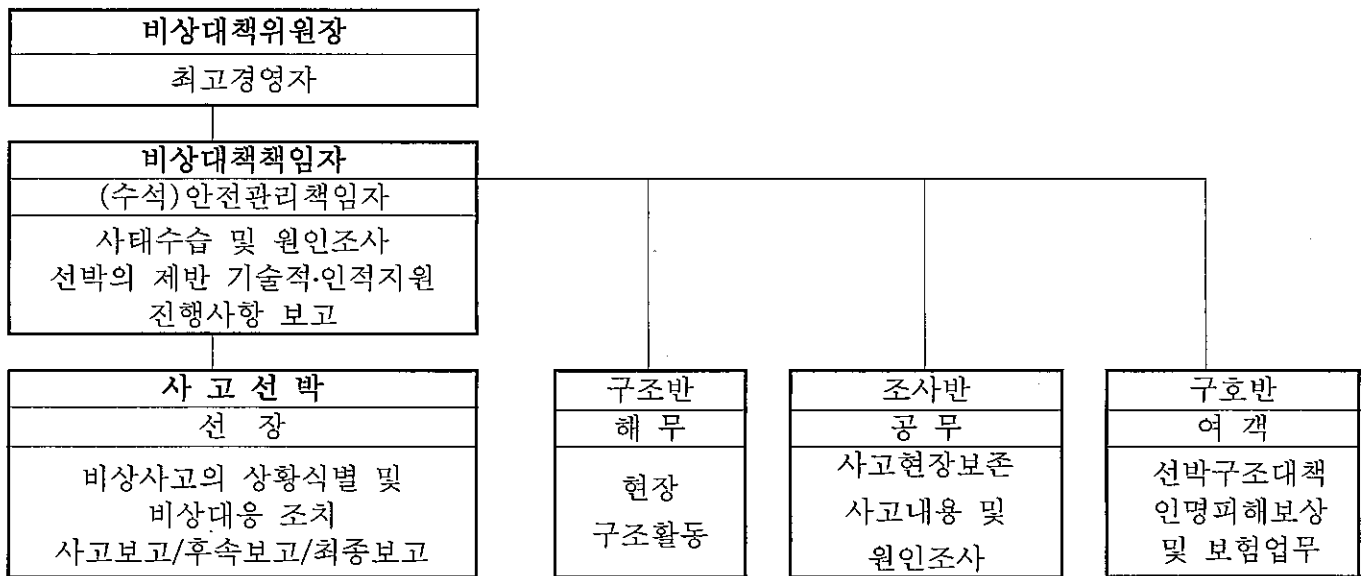 비상대책위원장
최고경영자
비상대책책임자
(수석)안전관리책임자
사태수습 및 원인조사
선박의 제반 기술적·인적지원
진행사항 보고
사 고 선 박
선 장
비상사고의 상황식별 및
비상대응 조치
사고보고/후속보고/최종보고
구조반
해 무
현장
구조활동
조사반
공 무
사고현장보존
사고내용 및
원인조사
구호반
여 객
선박구조대책
인명피해보상
및 보험업무